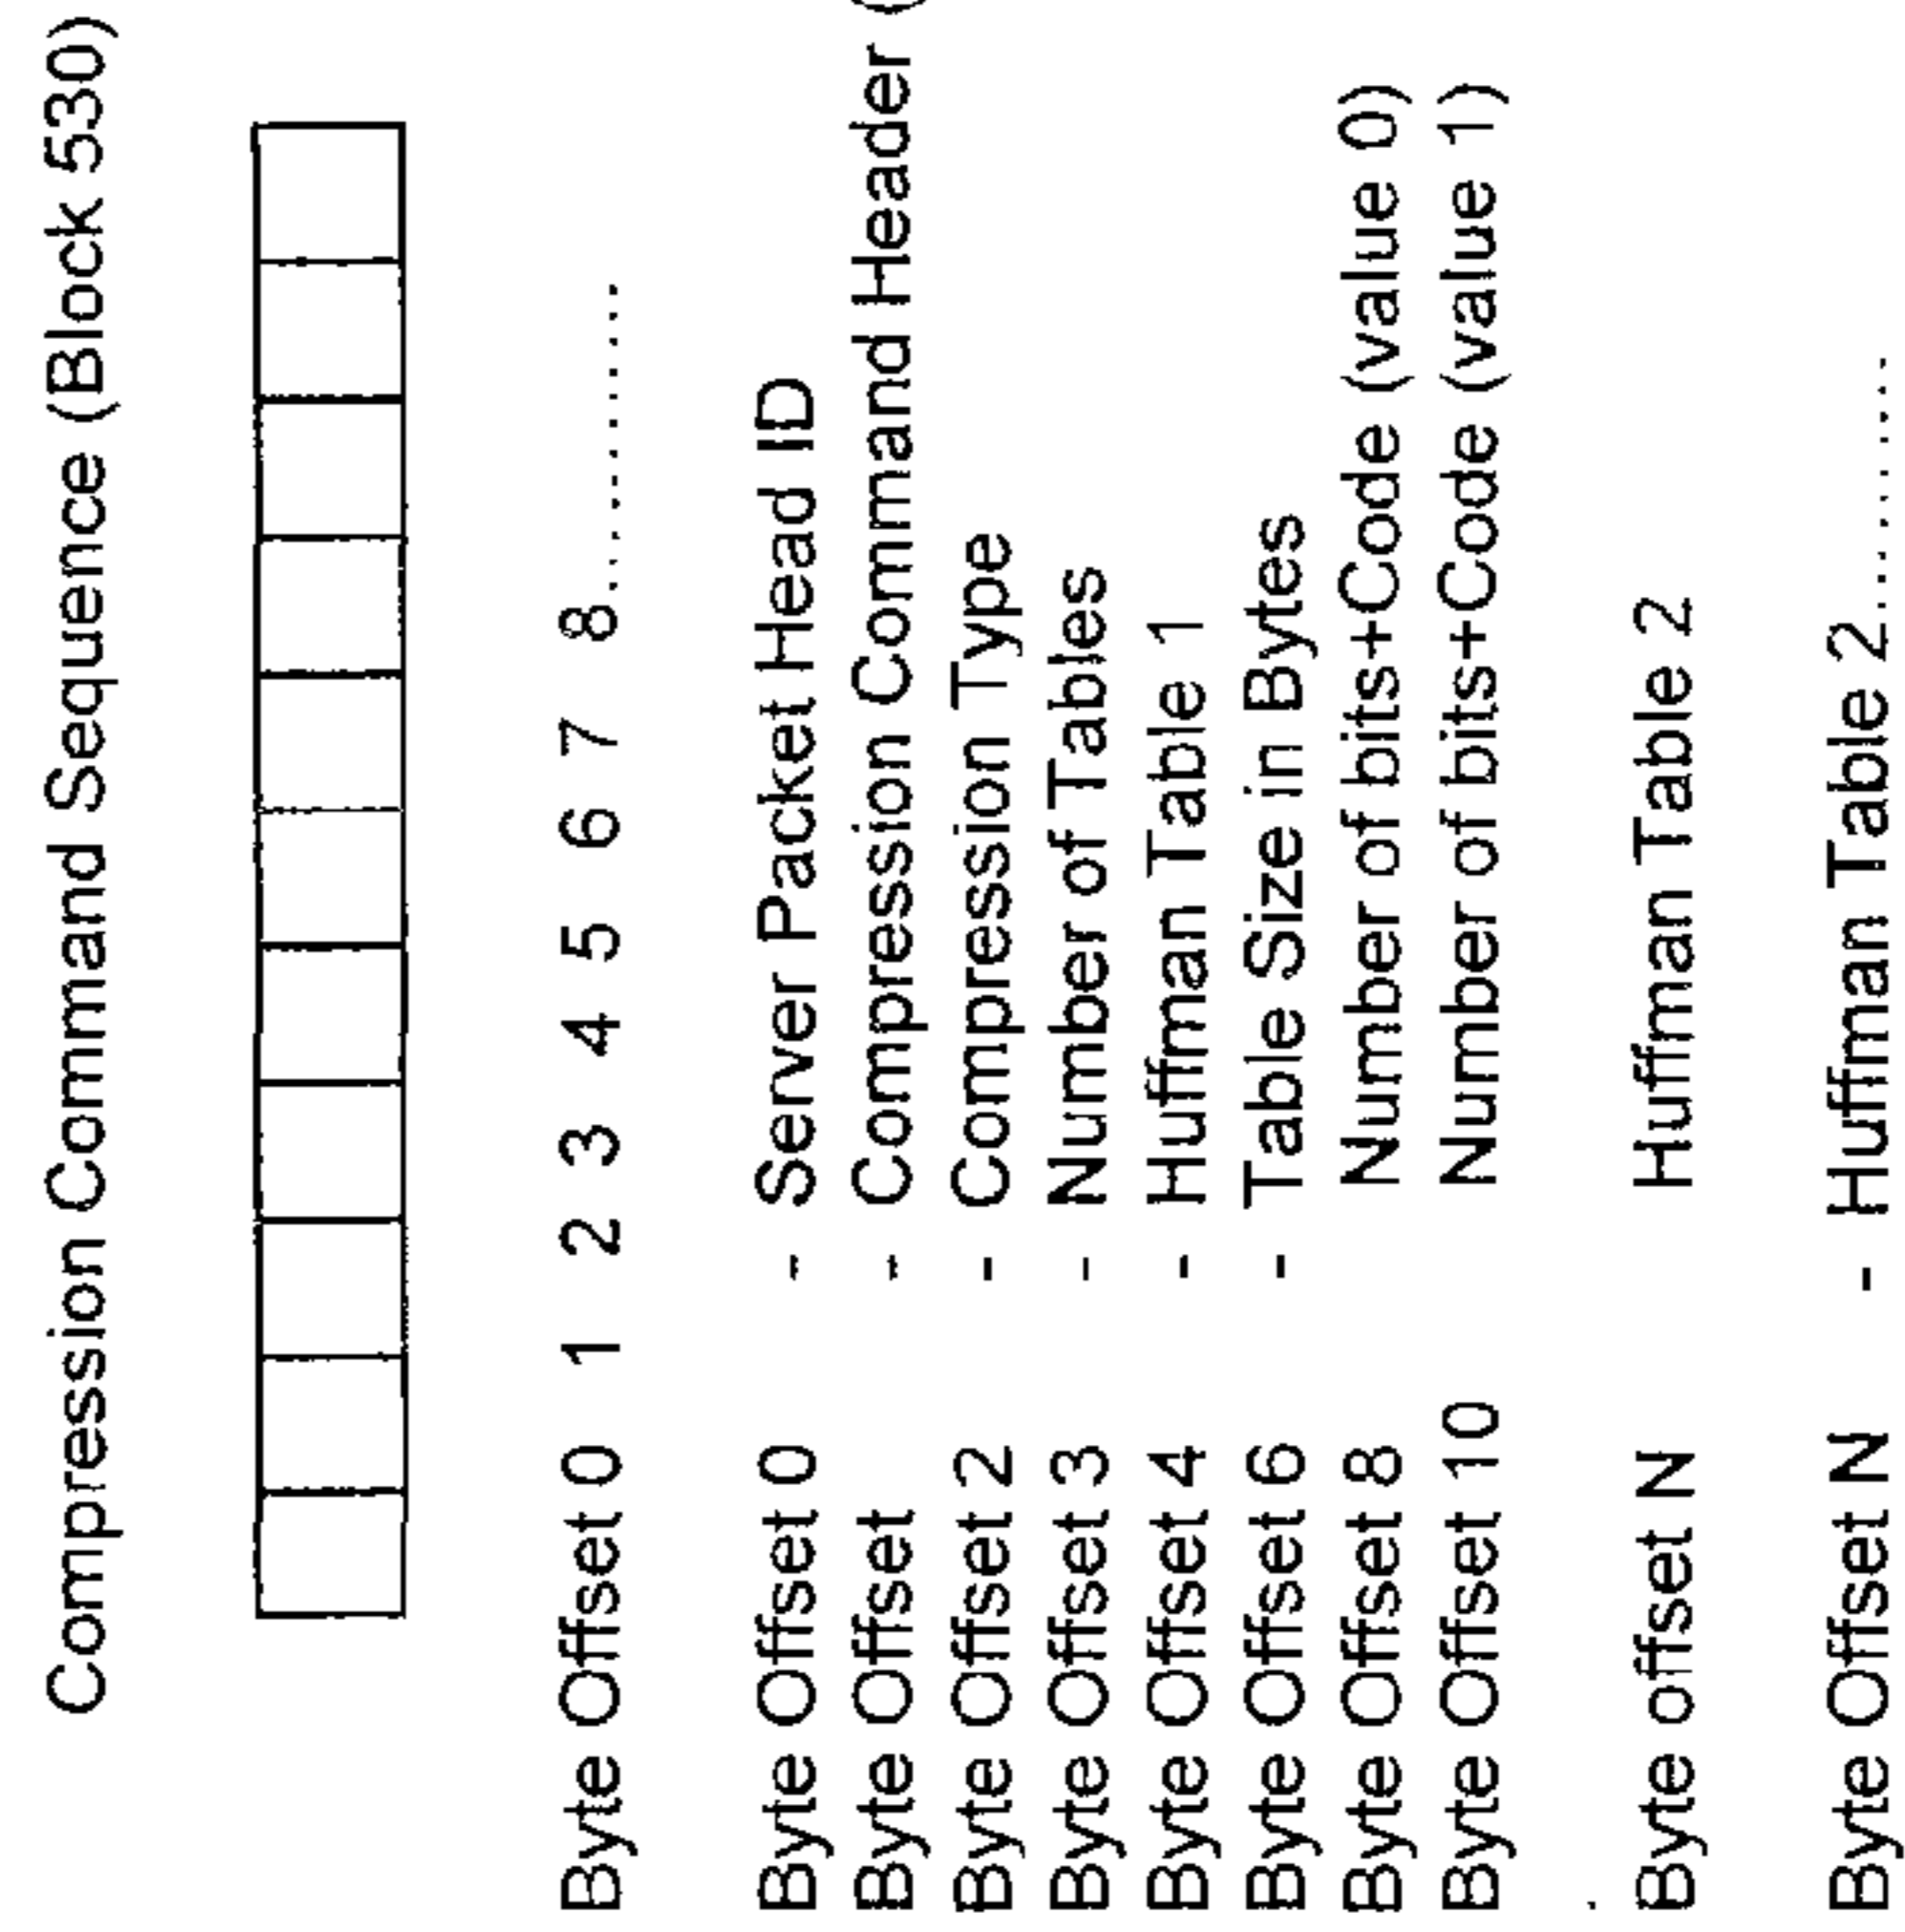 Compression Command Sequence (Block 530)
Byte Offset 0 1 2 3 4 5 6 7 8...........
Byte Offset 0 - Server Packet Head ID
Byte Offset - Compression Command Header (
Byte Offset 2 - Compression Type
Byte Offset 3 - Number of Tables
Byte Offset 4 - Huffman Table 1
Byte Offset 6 - Table Size in Bytes
Byte Offset 8 Number of bits+Code (value 0)
Byte Offset 10 Number of bits+Code (value 1)
Byte offset N Huffman Table 2
Byte Offset N - Huffman Table 2..........